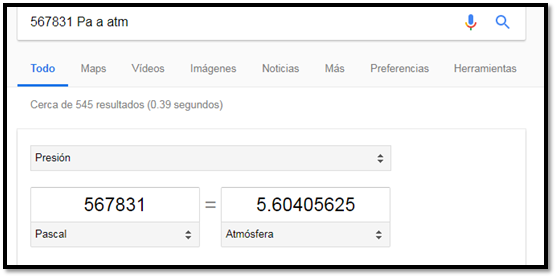 567831 Pa a atm
Todo Maps Vídeos Imágenes Noticias Más Preferencias Herramientas
Cerca de 545 resultados (0.39 segundos)
Presión
567831 = 5.60405625
Pascal Atmósfera